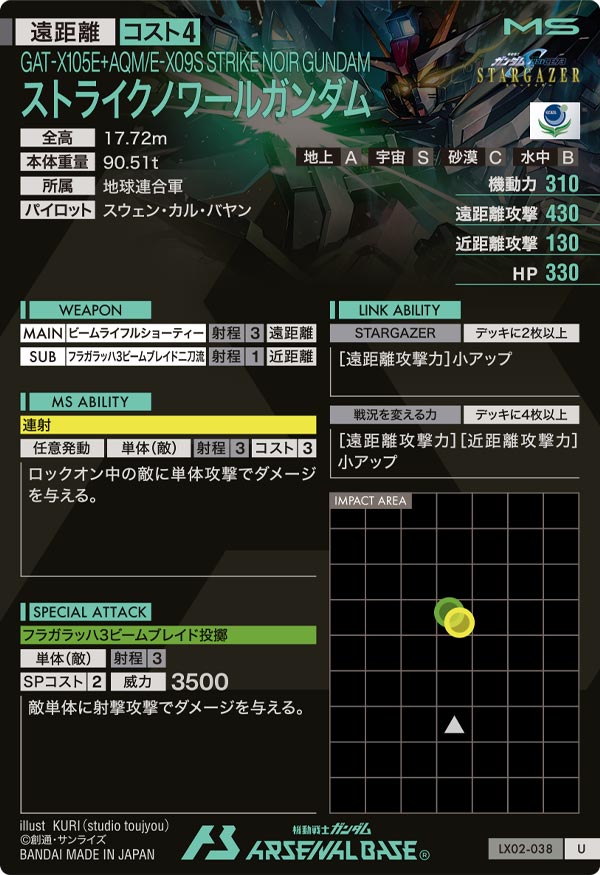 遠距離 コスト4 MS
GAT-X105E+AQM/E-X09S STRIKE NOIR GUNDAM
ストライクノワールガンダム
STARGAZER
全高 17.72m
本体重量 90.51t
所属 地球連合軍
パイロット スウェン・カル・バヤン
地上 A 宇宙 S 砂漠 C 水中 B
機動力 310
遠距離攻撃 430
近距離攻撃 130
HP 330
WEAPON
MAIN ビームライフルショーティー 射程 3 遠距離
SUB フラガラッハ3ビームブレイド二刀流 射程 1 近距離
MS ABILITY
連射
任意発動 単体(敵) 射程 3 コスト 3
ロックオン中の敵に単体攻撃でダメージ
を与える。
SPECIAL ATTACK
フラガラッハ3ビームブレイド投擲
単体(敵) 射程 3
SPコスト 2 威力 3500
敵単体に射撃攻撃でダメージを与える。
LINK ABILITY
STARGAZER デッキに2枚以上
[遠距離攻撃力]小アップ
戦況を変える力 デッキに4枚以上
[遠距離攻撃力][近距離攻撃力]
小アップ
IMPACT AREA
illust KURI(studio toujyou)
©創通・サンライズ
BANDAI MADE IN JAPAN
機動戦士ガンダム
ARSENAL BASE®
LX02-038 U